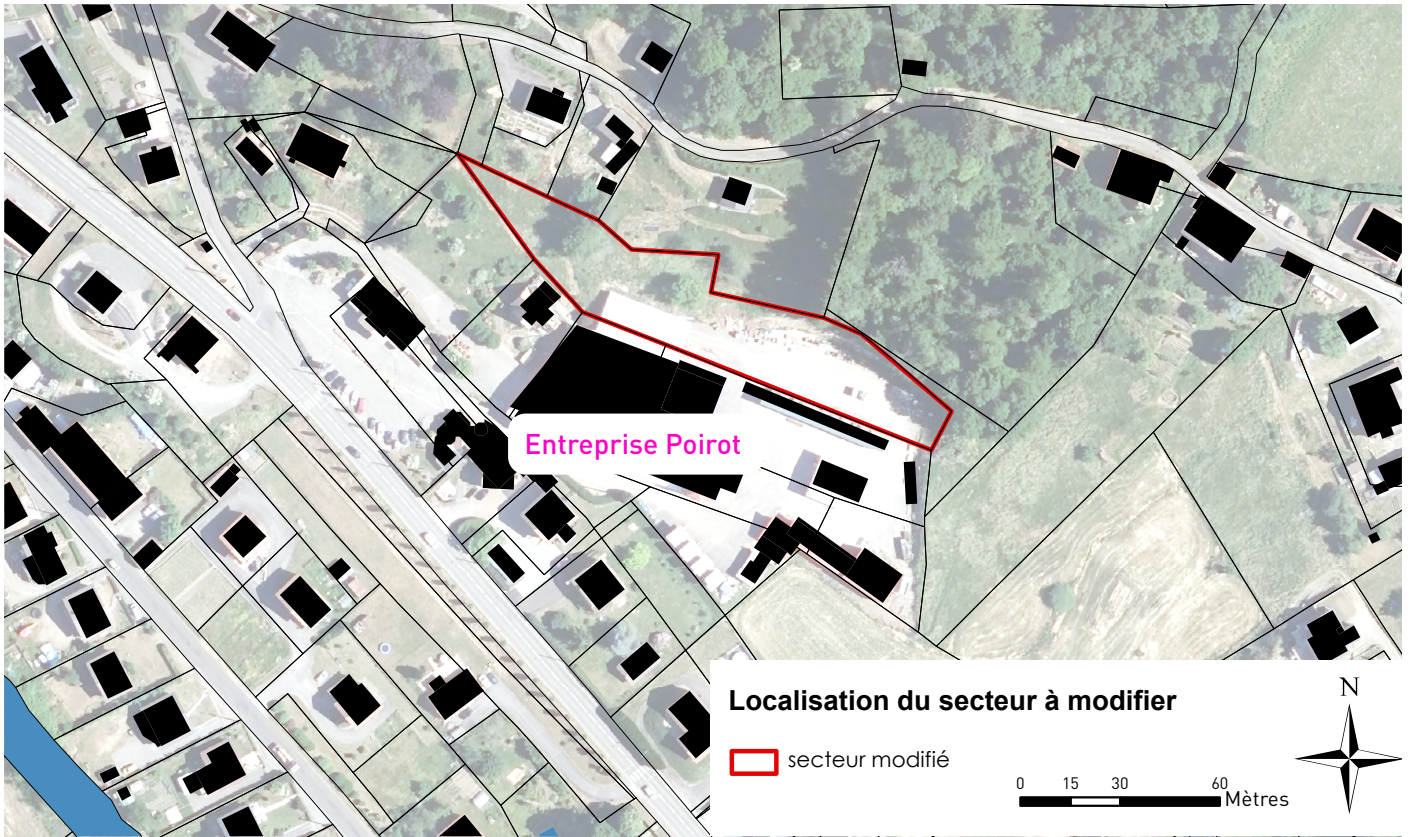 Entreprise Poirot
Localisation du secteur à modifier
N
secteur modifié
0 15 30 60
Mètres